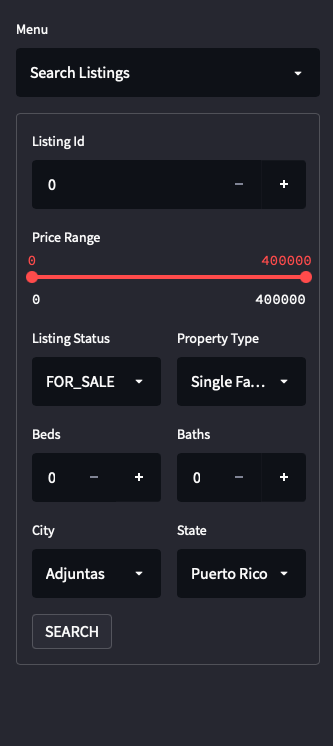 Menu
Search Listings
Listing Id
0 − +
Price Range
0 400000
0 400000
Listing Status Property Type
FOR_SALE Single Fa...
Beds Baths
0 − + 0 − +
City State
Adjuntas Puerto Rico
SEARCH